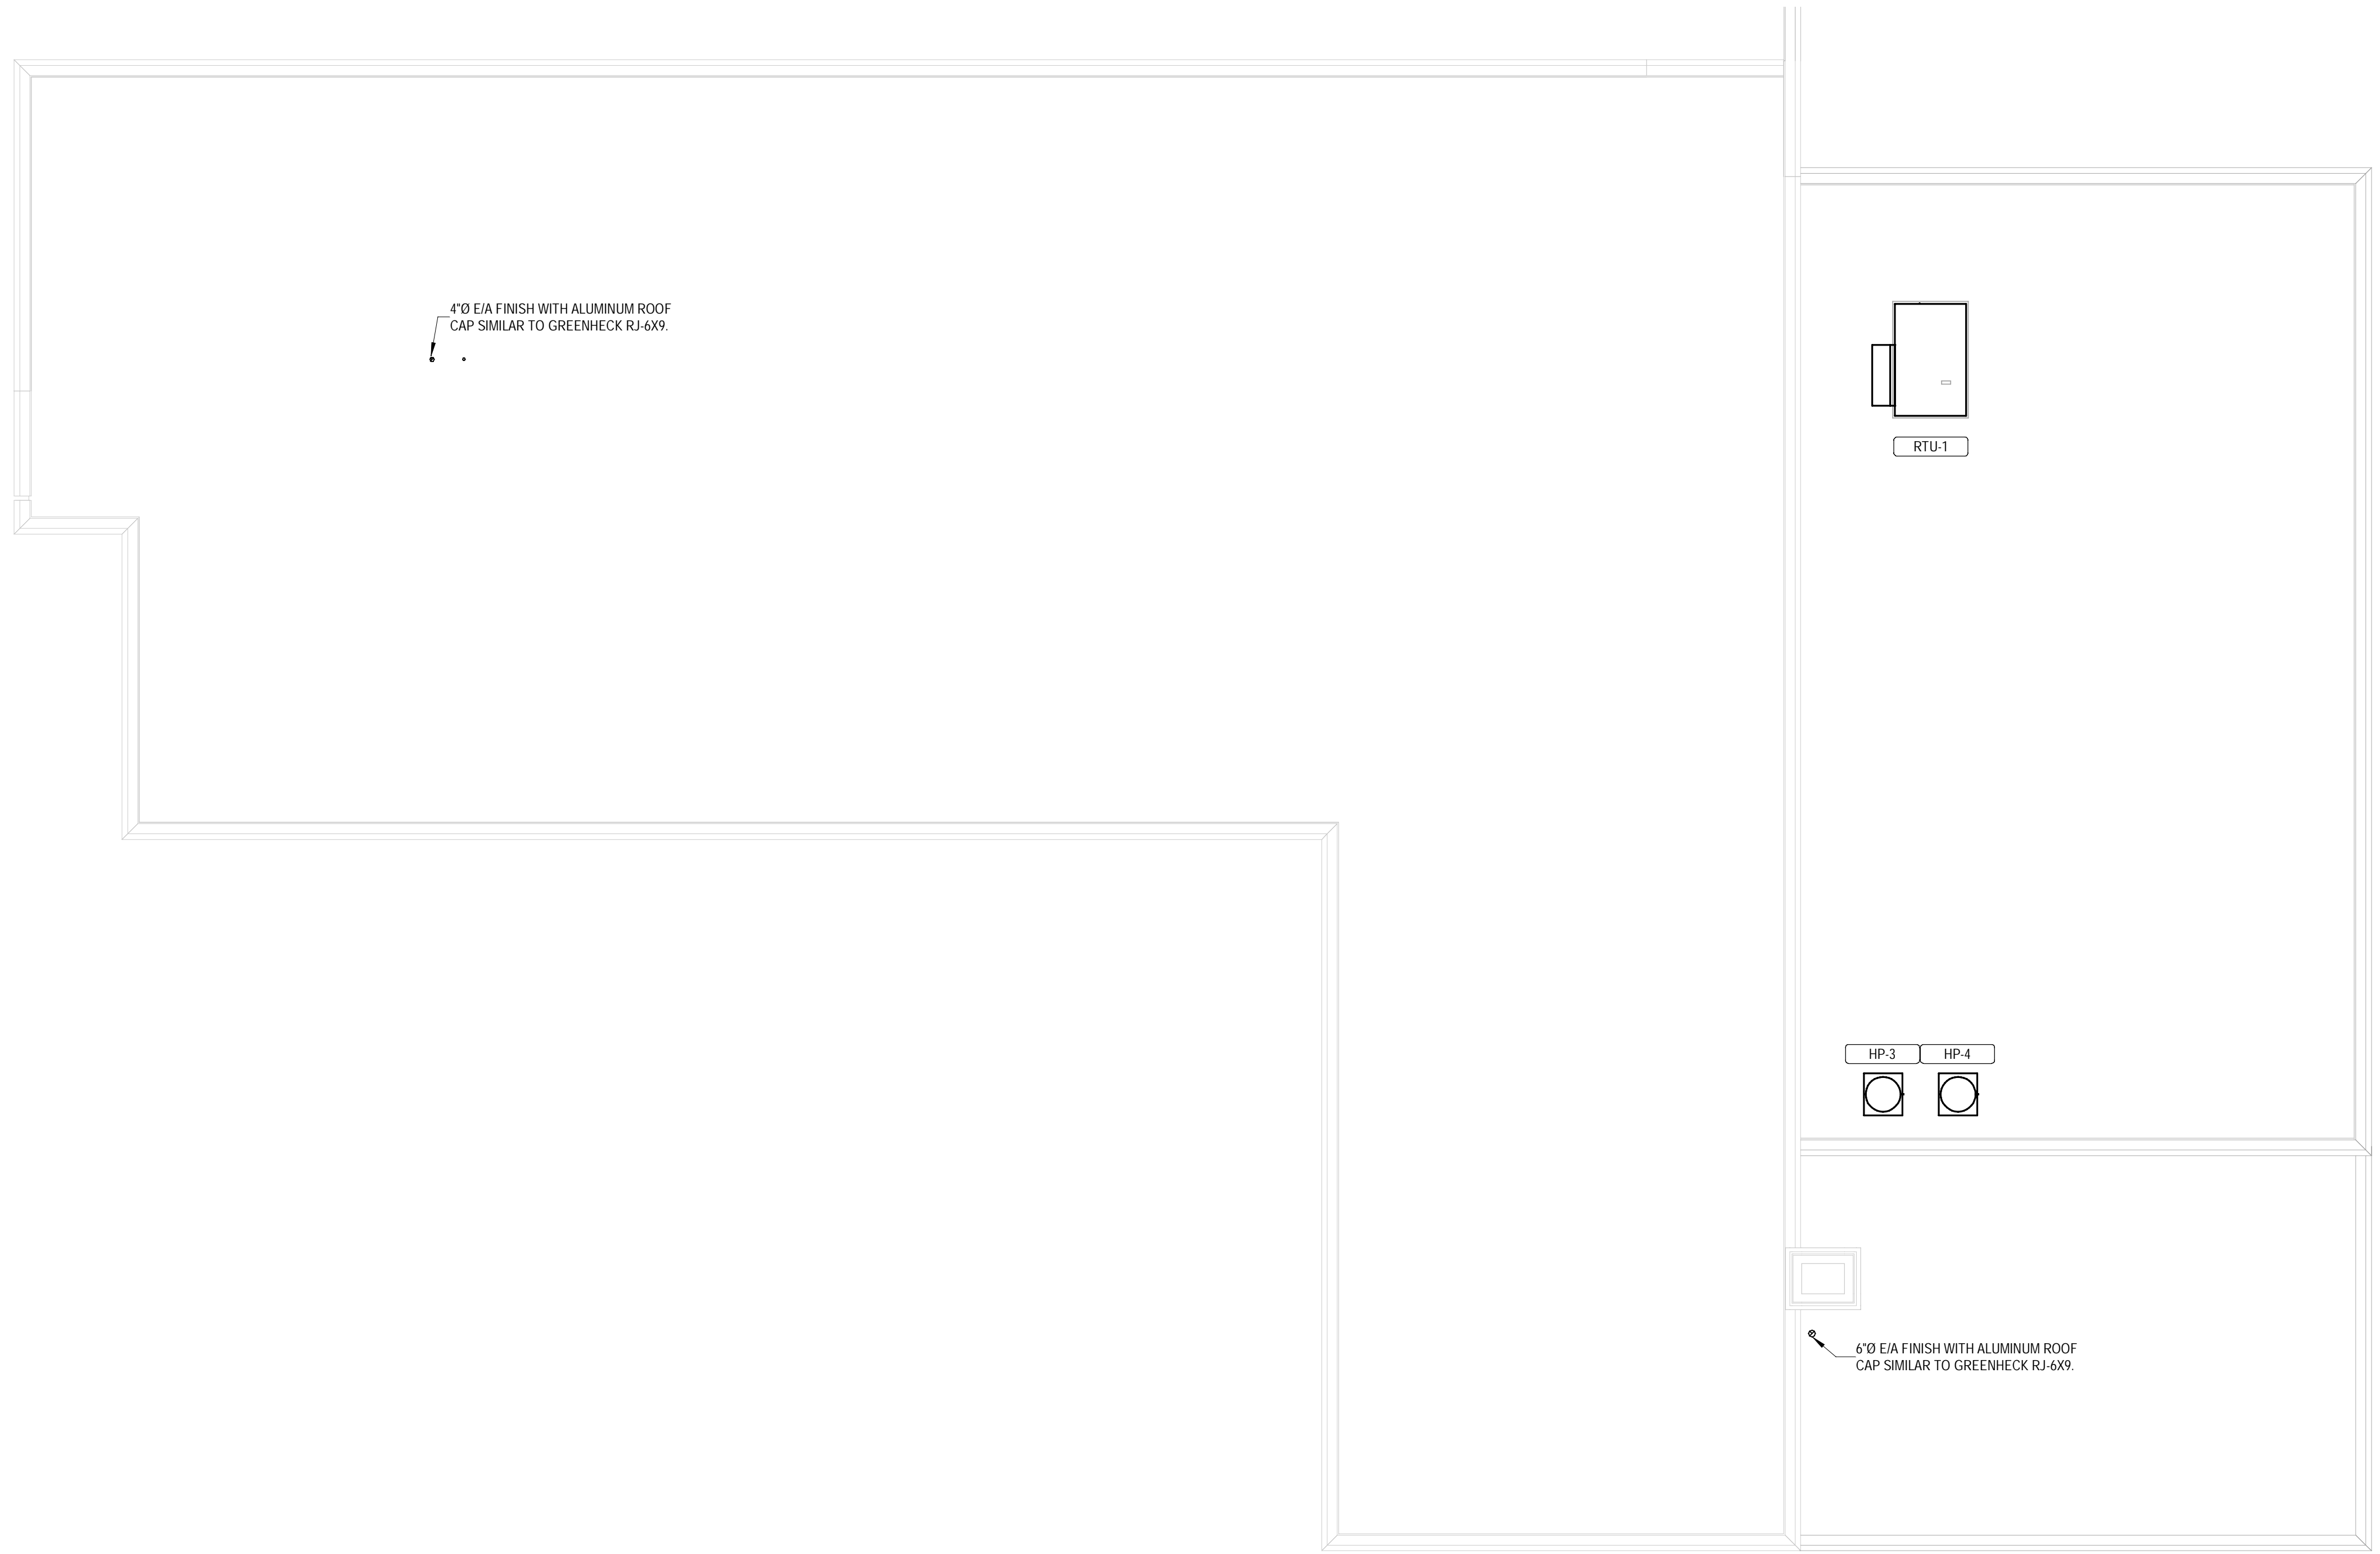 4"Ø E/A FINISH WITH ALUMINUM ROOF
CAP SIMILAR TO GREENHECK RJ-6X9.
RTU-1
HP-3
HP-4
6"Ø E/A FINISH WITH ALUMINUM ROOF
CAP SIMILAR TO GREENHECK RJ-6X9.